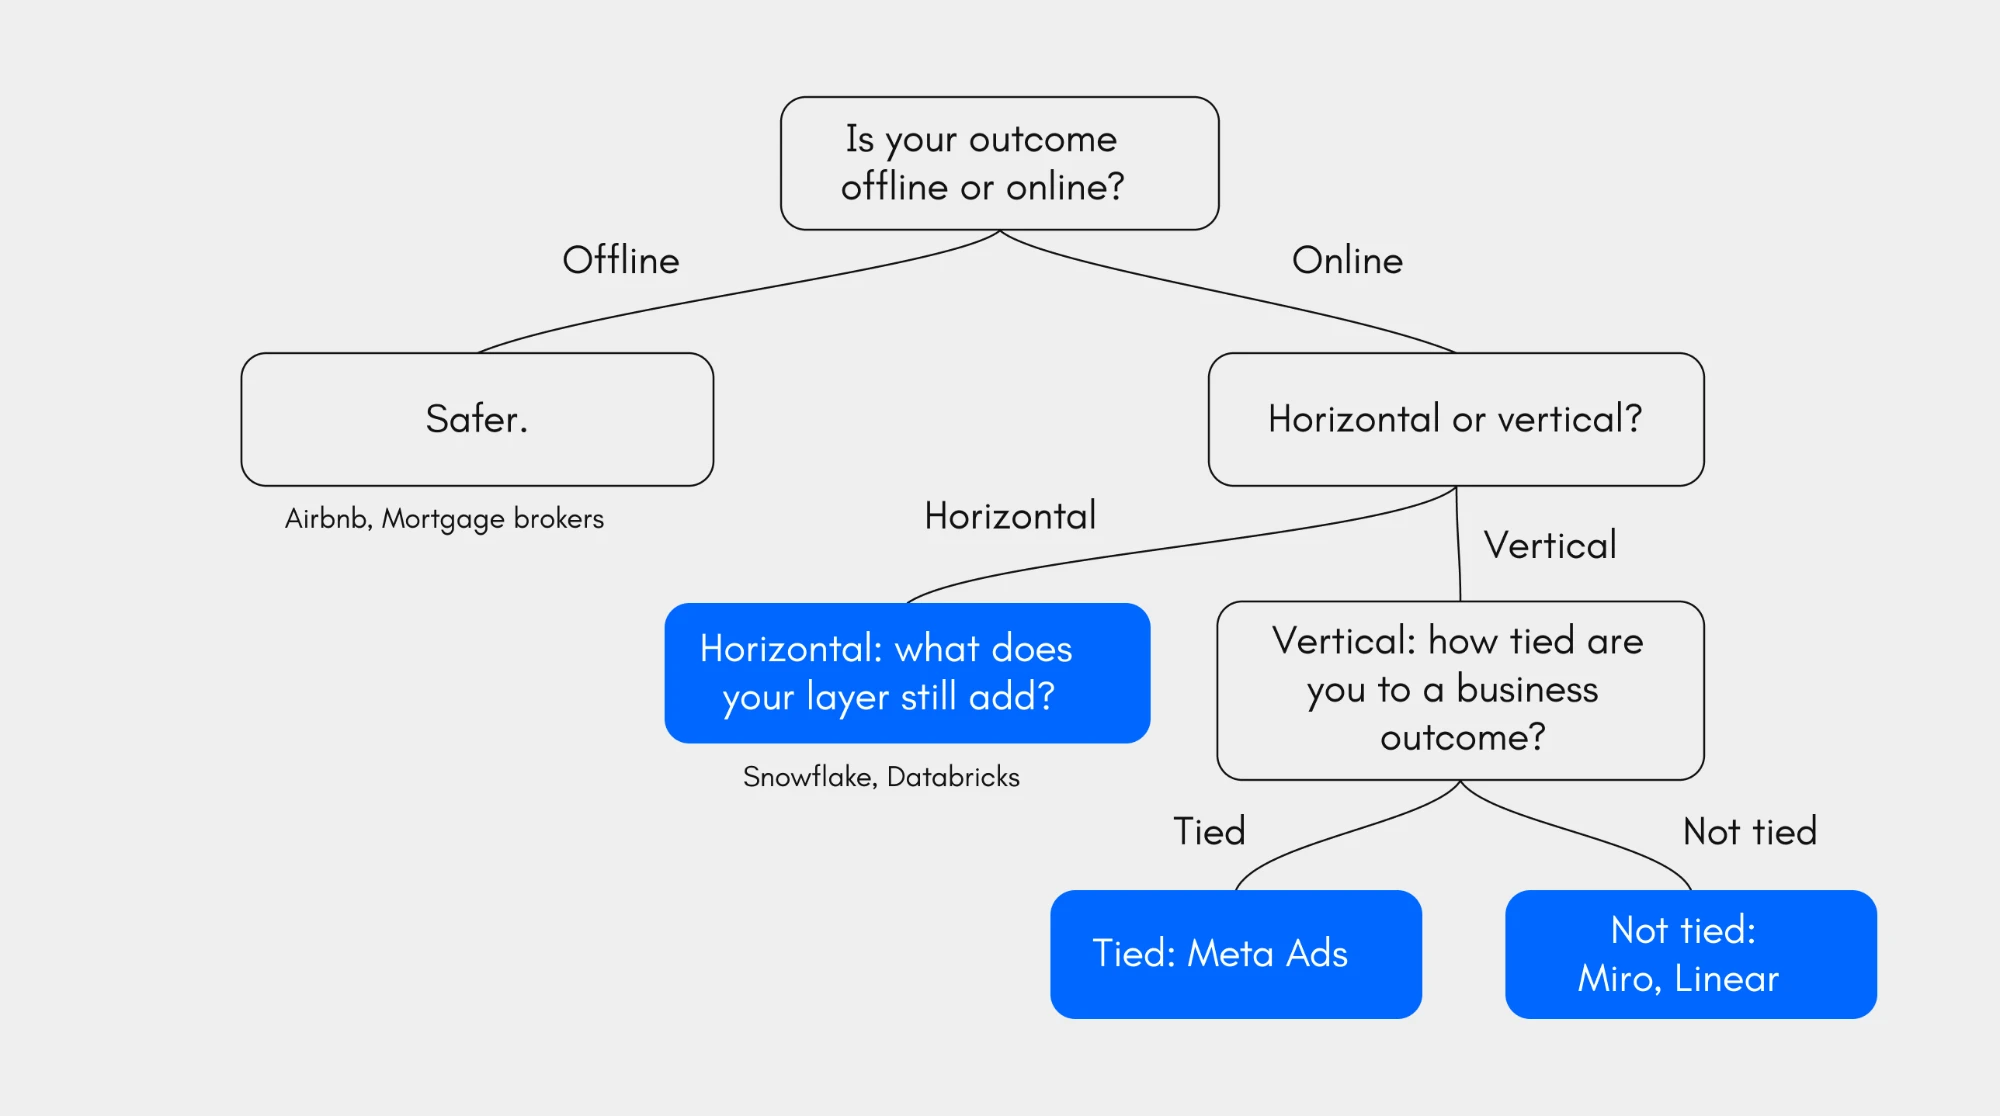 Is your outcome
offline or online?
Offline
Online
Safer.
Horizontal or vertical?
Airbnb, Mortgage brokers
Horizontal
Vertical
Horizontal: what does
your layer still add?
Vertical: how tied are
you to a business
outcome?
Snowflake, Databricks
Tied
Not tied
Tied: Meta Ads
Not tied:
Miro, Linear